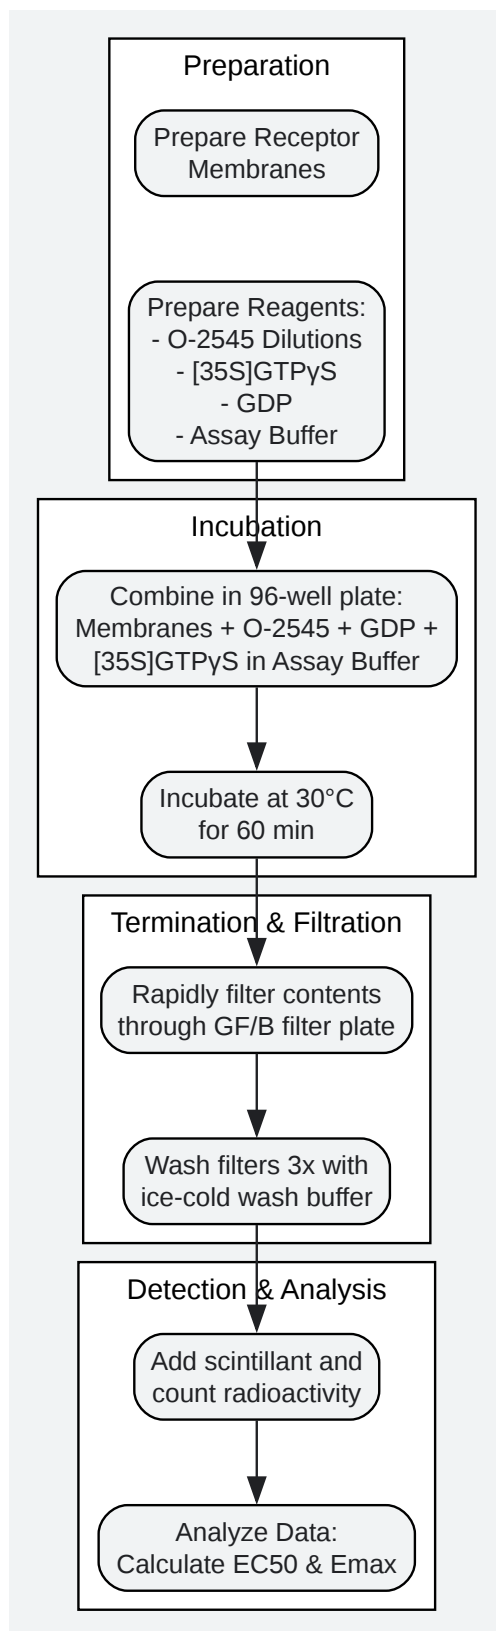 Preparation
Prepare Receptor
Membranes
Prepare Reagents:
- O-2545 Dilutions
- [35S]GTPγS
- GDP
- Assay Buffer
Incubation
Combine in 96-well plate:
Membranes + O-2545 + GDP +
[35S]GTPγS in Assay Buffer
Incubate at 30°C
for 60 min
Termination & Filtration
Rapidly filter contents
through GF/B filter plate
Wash filters 3x with
ice-cold wash buffer
Detection & Analysis
Add scintillant and
count radioactivity
Analyze Data:
Calculate EC50 & Emax